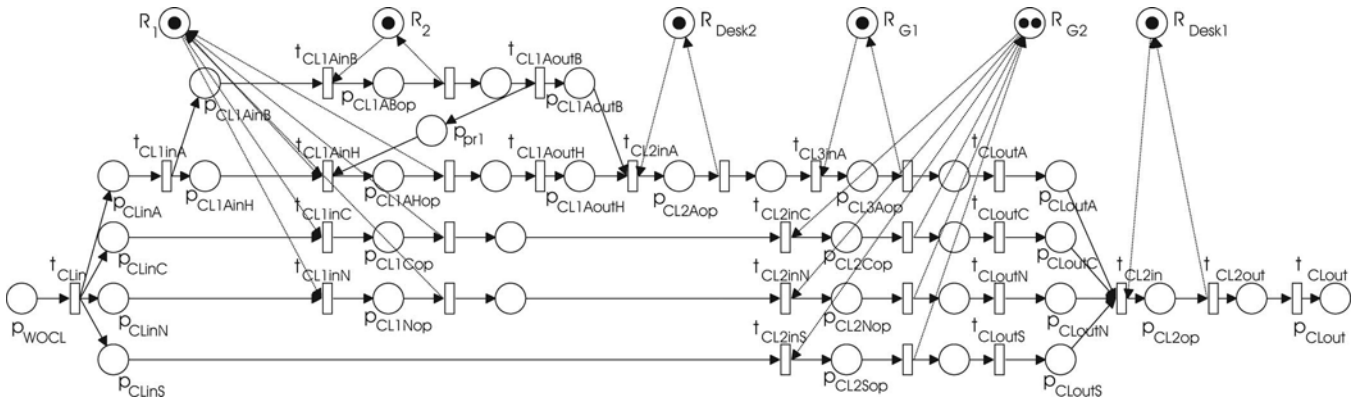 R1
R2
RDesk2
RG1
RG2
RDesk1
tCL1AinB
tCL1AoutB
pCL1AinB
pCL1ABop
pCL1AoutB
ppr1
tCL1inA
tCL1AinH
tCL1AoutH
tCL2inA
tCL3inA
tCLoutA
pCLinA
pCL1AinH
pCL1AHop
pCL1AoutH
pCL2Aop
pCL3Aop
pCLoutA
tCL1inC
tCL2inC
tCLoutC
pCLinC
pCL1Cop
pCL2Cop
pCLoutC
tCLin
tCL1inN
tCL2inN
tCLoutN
tCL2in
tCL2out
tCLout
pWOCL
pCLinN
pCL1Nop
pCL2Nop
pCLoutN
pCL2op
pCLout
tCL2inS
tCLoutS
pCLinS
pCL2Sop
pCLoutS